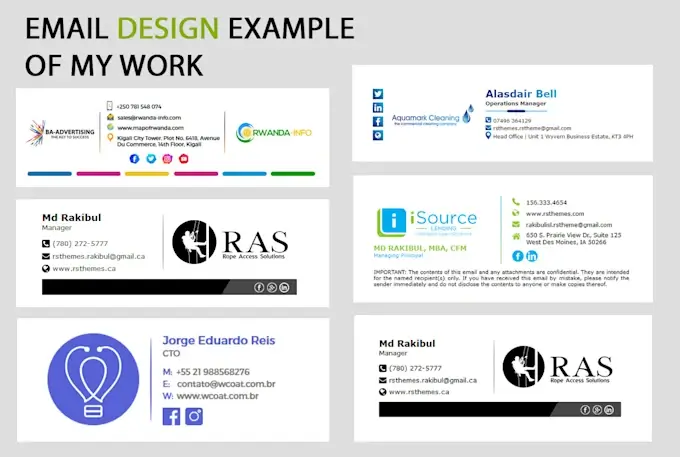 EMAIL DESIGN EXAMPLE
OF MY WORK
BA-ADVERTISING
THE KEY TO SUCCESS
+250 781 548 074
sales@rwanda-info.com
www.mapofrwanda.com
Kigali City Tower, Plot No. 6418, Avenue
Du Commerce, 14th Floor, Kigali
RWANDA-INFO
Md Rakibul
Manager
(780) 272-5777
rsthemes.rakibul@gmail.ca
www.rsthemes.ca
RAS
Rope Access Solutions
Jorge Eduardo Reis
CTO
M: +55 21 988568276
E: contato@wcoat.com.br
W: www.wcoat.com.br
Aquamark Cleaning
the commercial cleaning company
Alasdair Bell
Operations Manager
07496 364129
rsthemes.rstheme@gmail.com
Head Office | Unit 1 Wovern Business Estate, KT3 4PH
iSource
LENDING
MD RAKIBUL, MBA, CFM
Managing Principal
156.333.4654
www.rsthemes.com
rakibulnl.rstheme@gmail.com
650 S. Prairie View Dr., Suite 123
West Des Moines, IA 50266
IMPORTANT: The contents of this email and any attachments are confidential. They are intended
for the named recipient(s) only. If you have received this email by mistake, please notify the
sender immediately and do not disclose the contents to anyone or make copies thereof.
Md Rakibul
Manager
(780) 272-5777
rsthemes.rakibul@gmail.ca
www.rsthemes.ca
RAS
Rope Access Solutions